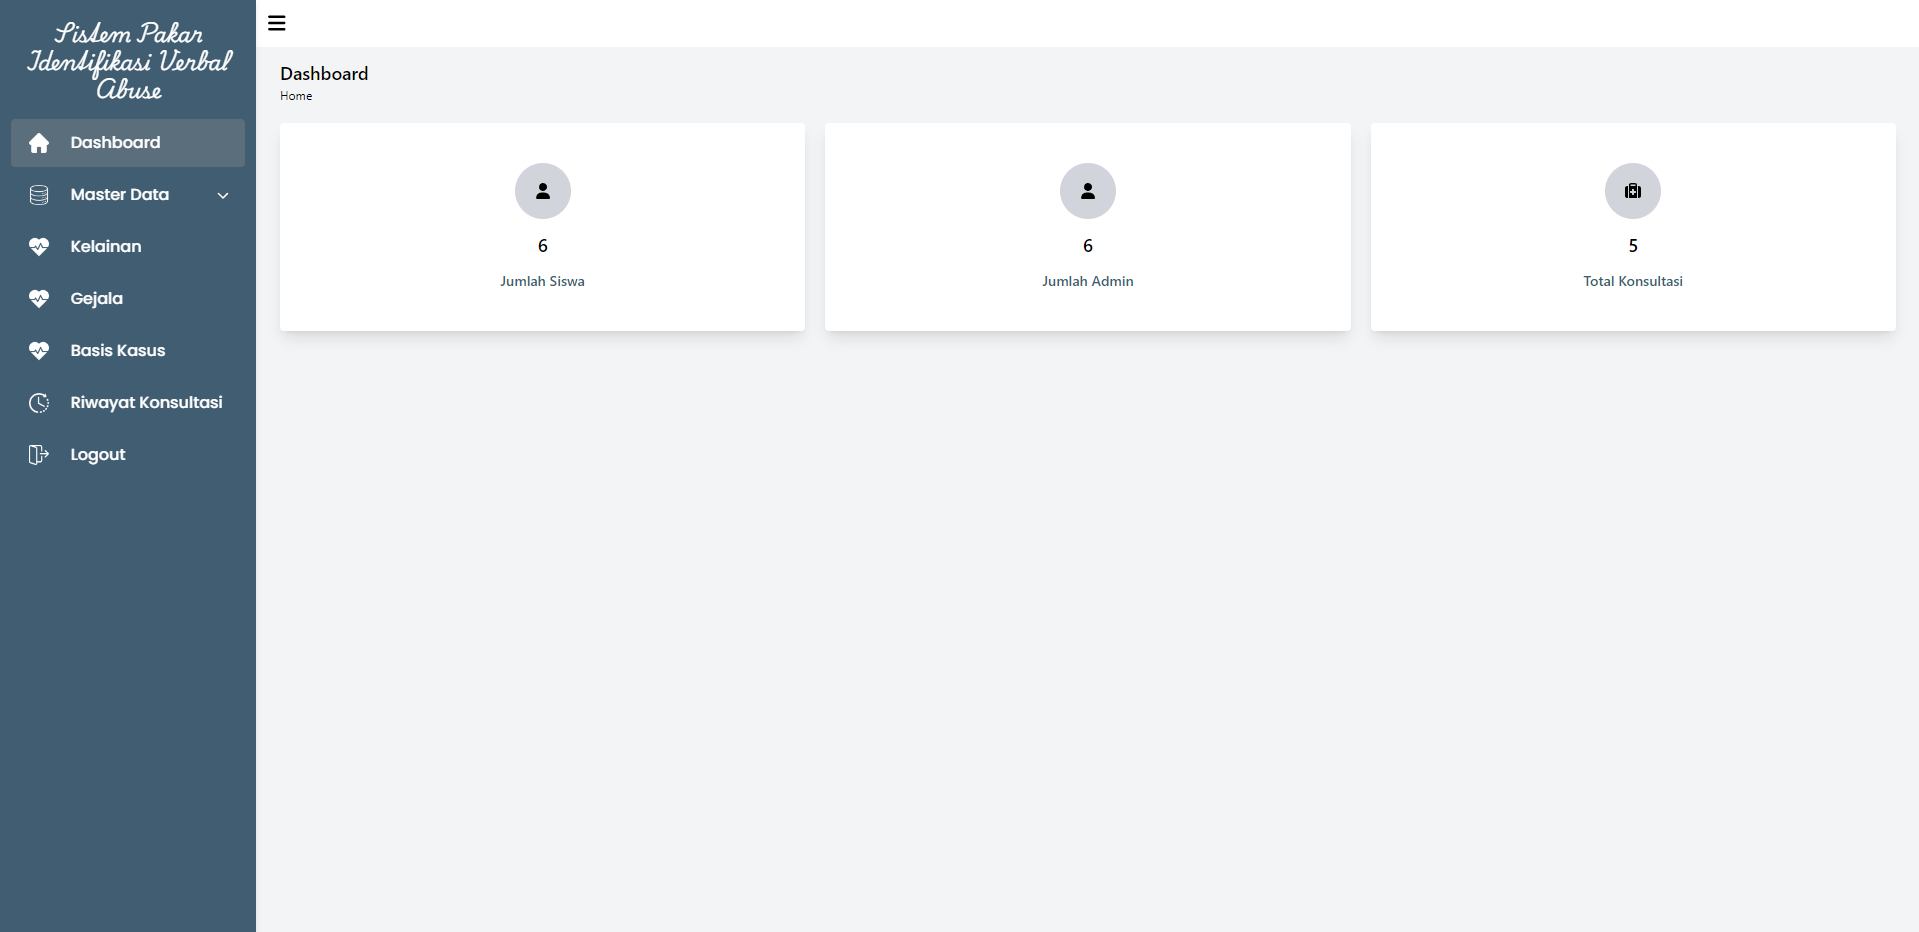 Sistem Pakar
Identifikasi Verbal
Abuse
Dashboard
Master Data
Kelainan
Gejala
Basis Kasus
Riwayat Konsultasi
Logout
Dashboard
Home
6
Jumlah Siswa
6
Jumlah Admin
5
Total Konsultasi